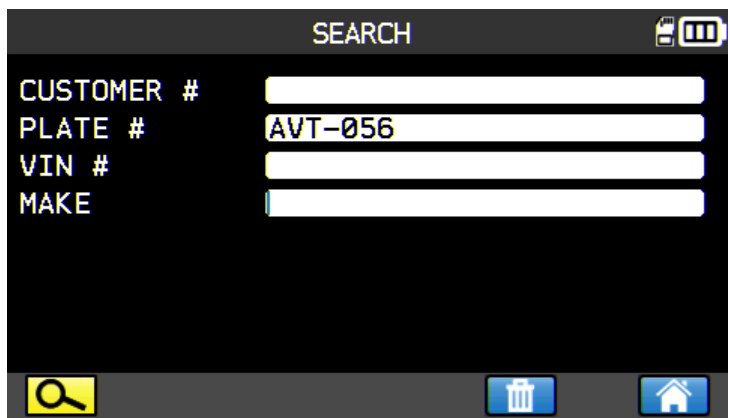 SEARCH
CUSTOMER #
PLATE # AVT-056
VIN #
MAKE